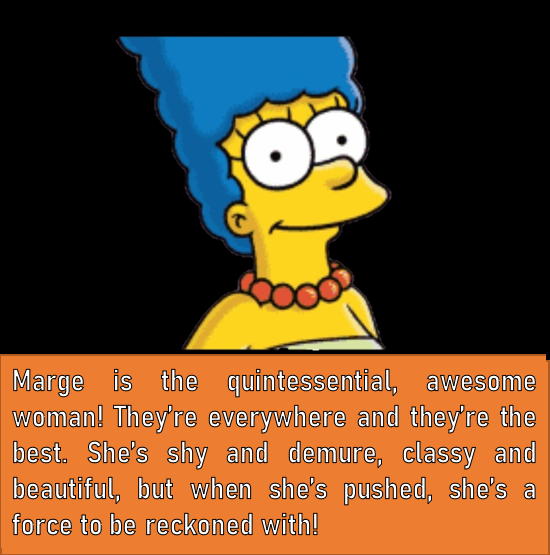 Marge is the quintessential, awesome
woman! They're everywhere and they're the
best. She's shy and demure, classy and
beautiful, but when she's pushed, she's a
force to be reckoned with!